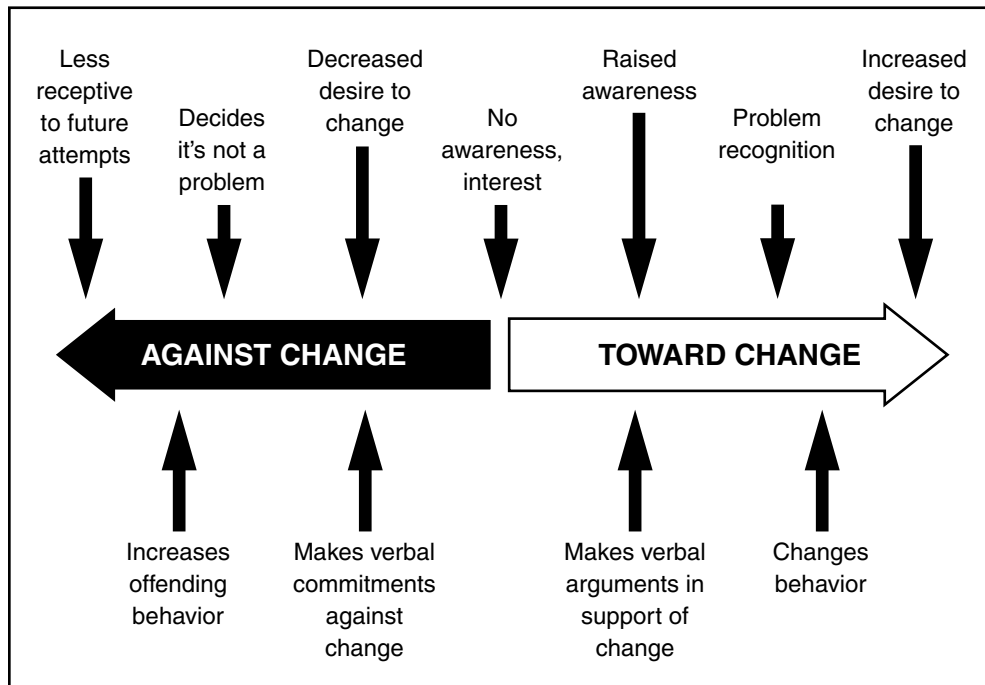 Less
receptive
to future
attempts
Decides
it's not a
problem
Decreased
desire to
change
No
awareness,
interest
Raised
awareness
Problem
recognition
Increased
desire to
change
AGAINST CHANGE
TOWARD CHANGE
Increases
offending
behavior
Makes verbal
commitments
against
change
Makes verbal
arguments in
support of
change
Changes
behavior